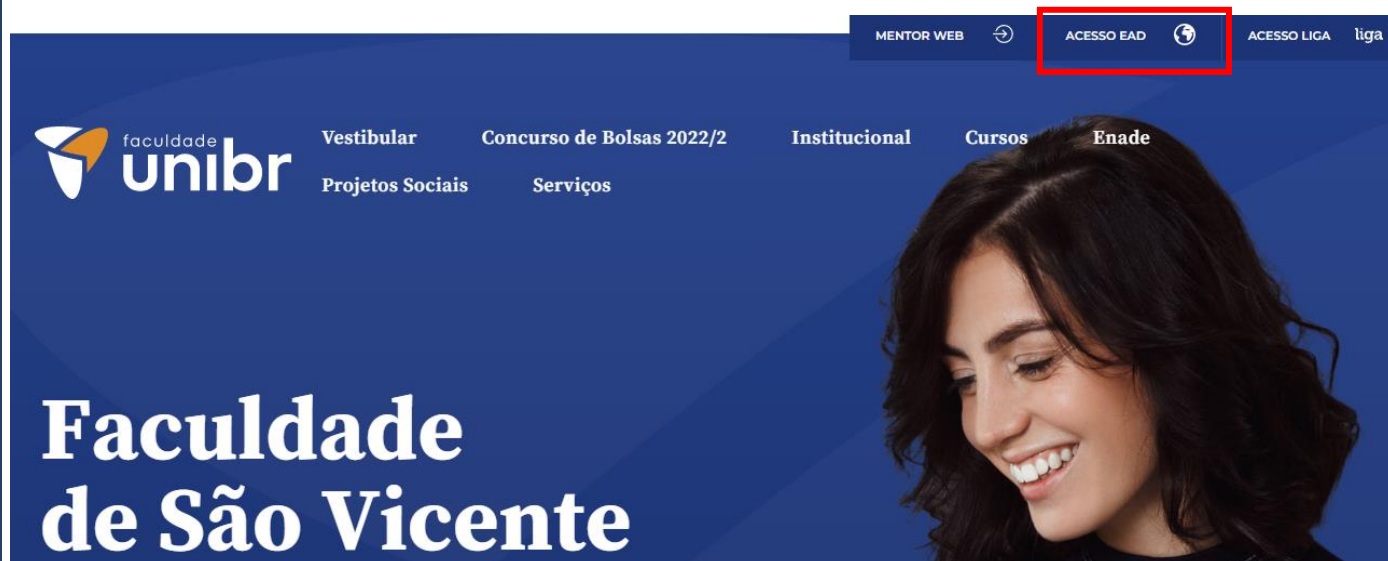 MENTOR WEB ACESSO EAD ACESSO LIGA liga
faculdade
unibr
Vestibular Concurso de Bolsas 2022/2 Institucional Cursos Enade
Projetos Sociais Serviços
Faculdade
de São Vicente